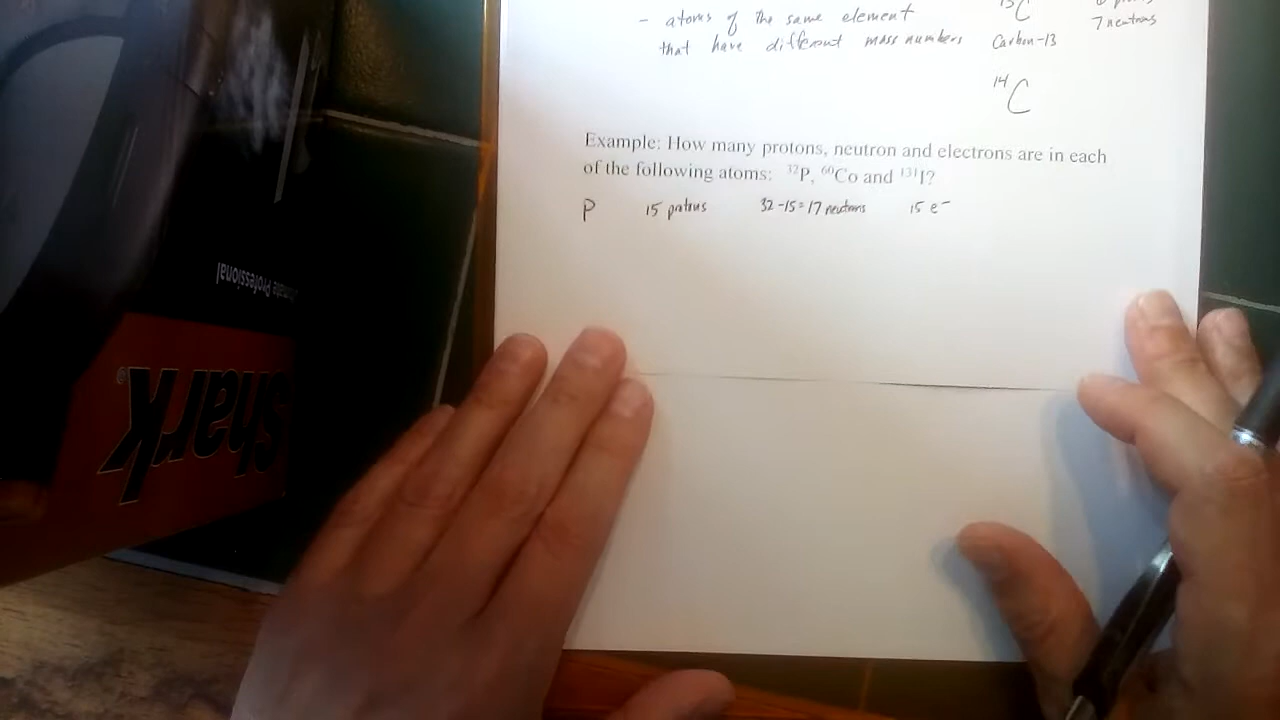 - atoms of the same element
that have different mass numbers
13C
Carbon-13
7 neutrons
14C
Example: How many protons, neutron and electrons are in each
of the following atoms: 32P, 60Co and 131I?
P 15 protons 32-15=17 neutrons 15 e-
Professional
Shark®